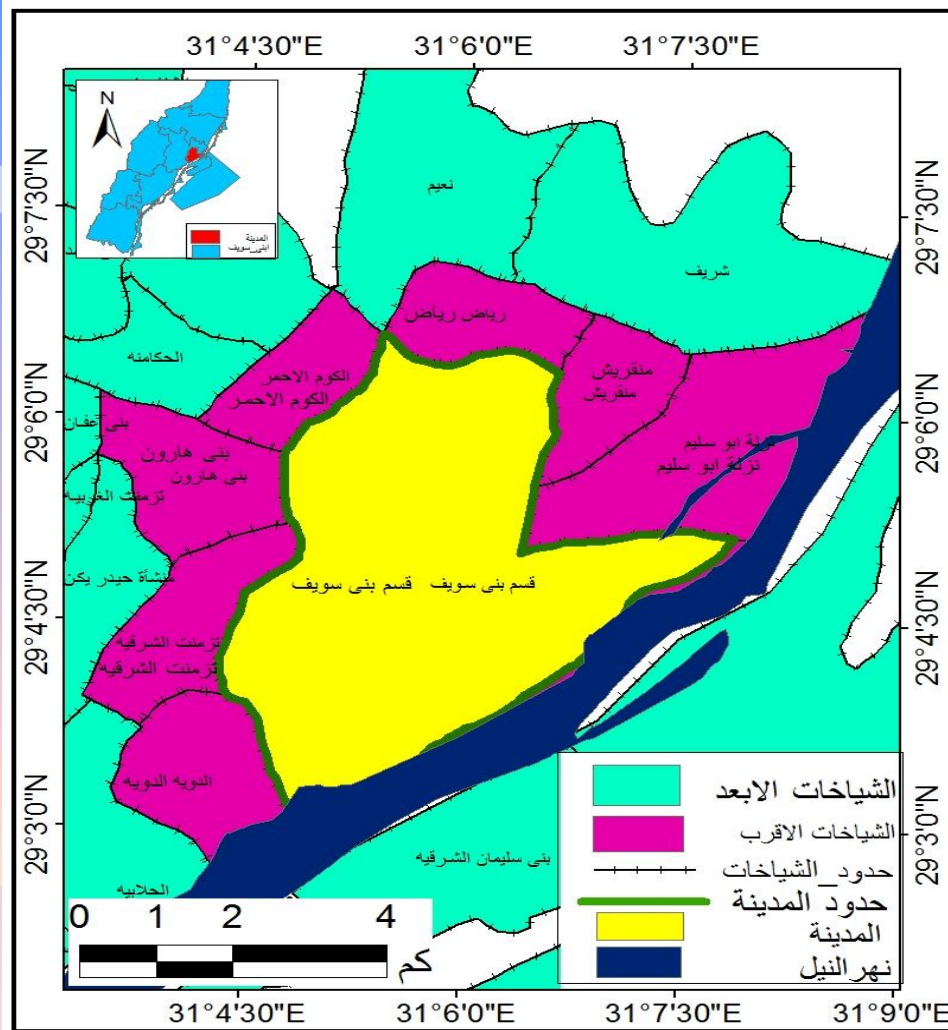 31°4'30"E 31°6'0"E 31°7'30"E
N
المدينة
بنى_سويف
29°7'30"N
29°7'30"N
نعيم
شريف
رياض رياض
الحكامنه
الكوم الاحمر
الكوم الاحمر
منقريش
منقريش
29°6'0"N
29°6'0"N
بنى عفان
بنى هارون
بنى هارون
نزلة ابو سليم
نزلة ابو سليم
تزمنت الغربيه
منشأة حيدر يكن
قسم بنى سويف قسم بنى سويف
29°4'30"N
29°4'30"N
تزمنت الشرقيه
تزمنت الشرقيه
الدويه الدويه
29°3'0"N
29°3'0"N
بنى سليمان الشرقيه
الحلابيه
الشياخات الابعد
الشياخات الاقرب
حدود_الشياخات
حدود المدينة
المدينة
نهر النيل
0 1 2 4
كم
31°4'30"E 31°6'0"E 31°7'30"E 31°9'0"E